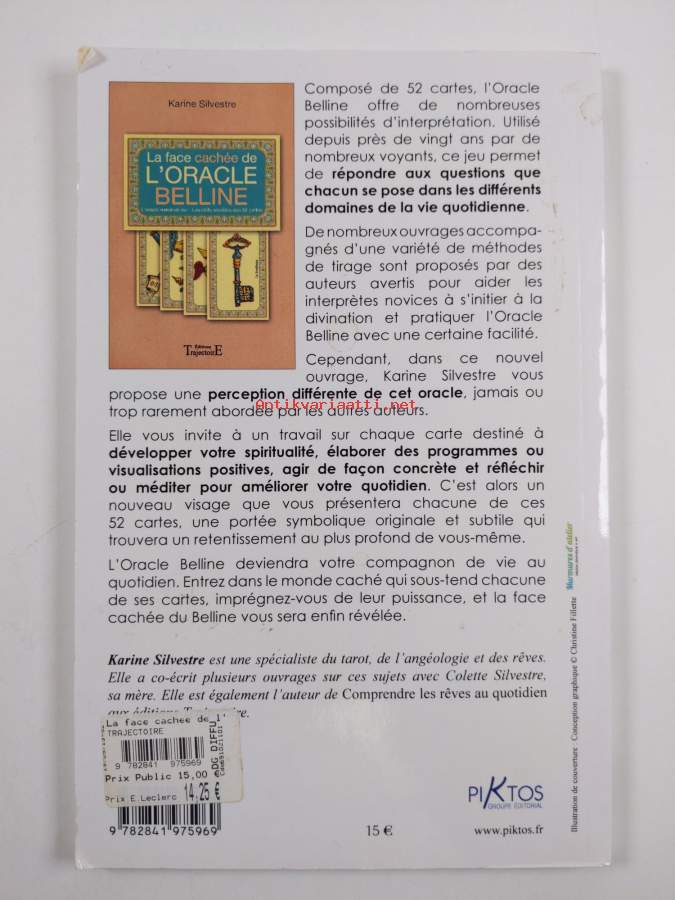 Karine Silvestre
La face cachée de
L'ORACLE
BELLINE
Éditions
TrajectoirE
Composé de 52 cartes, l'Oracle
Belline offre de nombreuses
possibilités d'interprétation. Utilisé
depuis près de vingt ans par de
nombreux voyants, ce jeu permet
de répondre aux questions que
chacun se pose dans les différents
domaines de la vie quotidienne.
De nombreux ouvrages accompa-
gnés d'une variété de méthodes
de tirage sont proposés par des
auteurs avertis pour aider les
interprètes novices à s'initier à la
divination et pratiquer l'Oracle
Belline avec une certaine facilité.
Cependant, dans ce nouvel
ouvrage, Karine Silvestre vous
propose une perception différente de cet oracle, jamais ou
trop rarement abordée par les autres auteurs.
Antikvariaatti.net
Elle vous invite à un travail sur chaque carte destiné à
développer votre spiritualité, élaborer des programmes ou
visualisations positives, agir de façon concrète et réfléchir
ou méditer pour améliorer votre quotidien. C'est alors un
nouveau visage que vous présentera chacune de ces
52 cartes, une portée symbolique originale et subtile qui
trouvera un retentissement au plus profond de vous-même.
L'Oracle Belline deviendra votre compagnon de vie au
quotidien. Entrez dans le monde caché qui sous-tend chacune
de ses cartes, imprégnez-vous de leur puissance, et la face
cachée du Belline vous sera enfin révélée.
Karine Silvestre est une spécialiste du tarot, de l'angéologie et des rêves.
Elle a co-écrit plusieurs ouvrages sur ces sujets avec Colette Silvestre,
sa mère. Elle est également l'auteur de Comprendre les rêves au quotidien
aux éditions Trajectoire.
La face cachee de l
TRAJECTOIRE
DG DIFFU
9 782841 975969
Prix Public 15,00 €
Prix E.Leclerc 14.25 €
9 782841 975969
15 €
PIKTOS
GROUPE ÉDITORIAL
www.piktos.fr
Illustration de couverture · Conception graphique © Christine Fillette
Murmures d'atelier